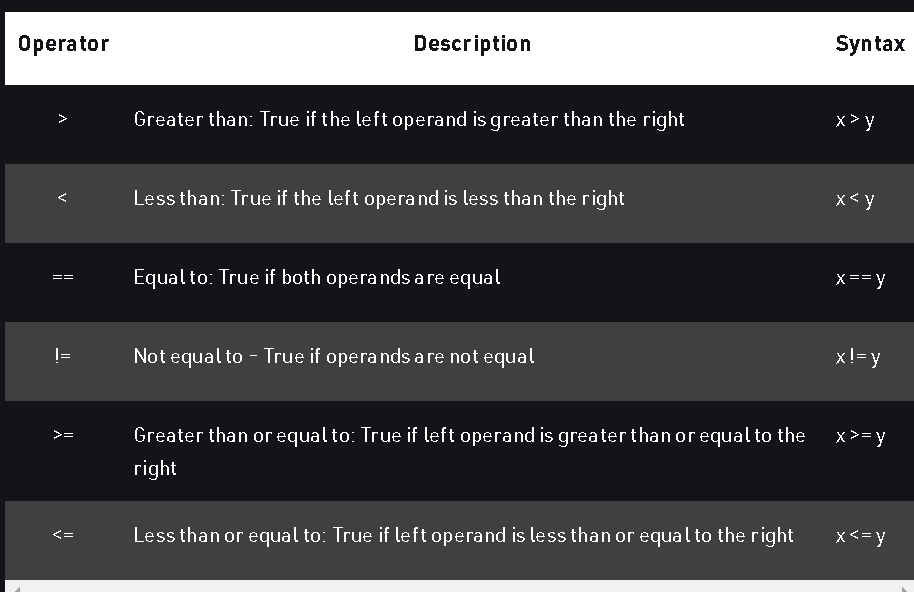 Operator Description Syntax
> Greater than: True if the left operand is greater than the right x > y
< Less than: True if the left operand is less than the right x < y
== Equal to: True if both operands are equal x == y
!= Not equal to – True if operands are not equal x != y
>= Greater than or equal to: True if left operand is greater than or equal to the x >= y
right
<= Less than or equal to: True if left operand is less than or equal to the right x <= y